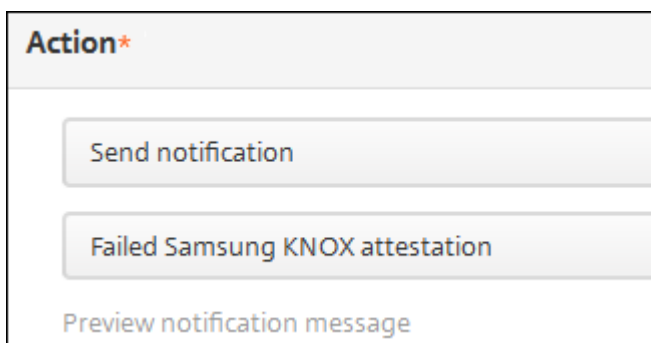 Action*
Send notification
Failed Samsung KNOX attestation
Preview notification message